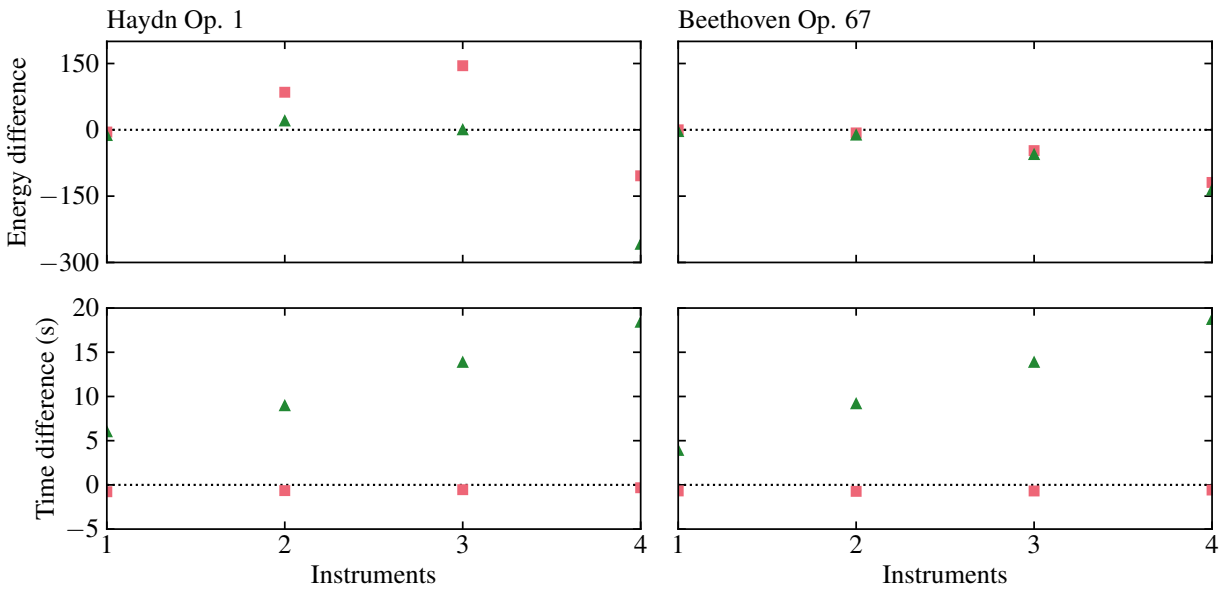 Haydn Op. 1
Beethoven Op. 67
Energy difference
150
0
−150
−300
Time difference (s)
20
15
10
5
0
−5
1 2 3 4
1 2 3 4
Instruments
Instruments